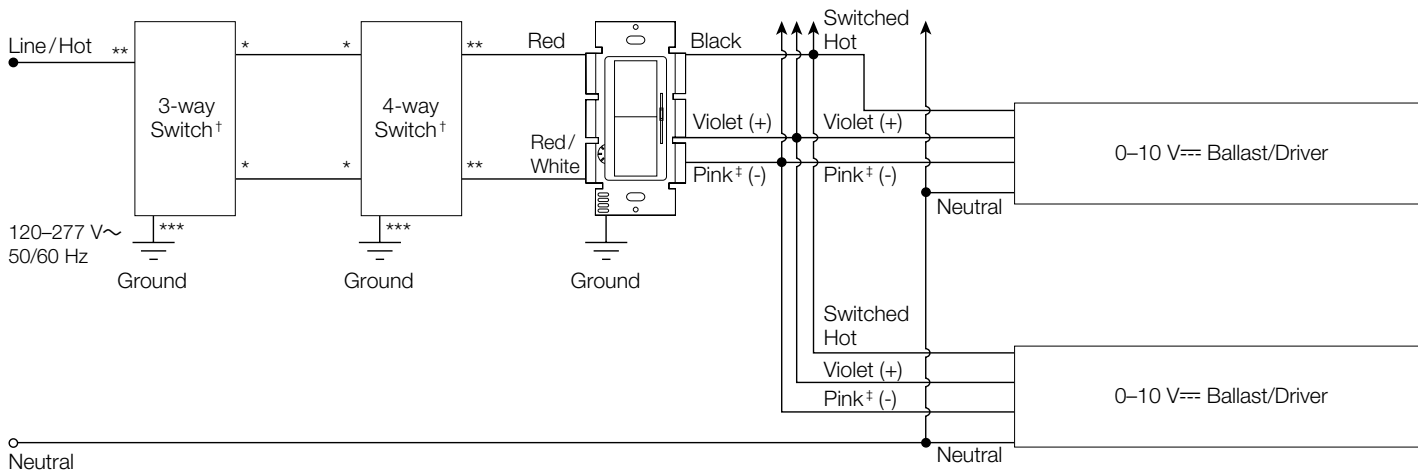 Line/Hot
**
3-way
Switch†
*
*
***
120–277 V~
50/60 Hz
Ground
*
*
4-way
Switch†
**
**
***
Ground
Red
Red/
White
Ground
Black
Violet (+)
Pink‡ (-)
Switched
Hot
Violet (+)
Pink‡ (-)
Neutral
0–10 V⎓ Ballast/Driver
Switched
Hot
Violet (+)
Pink‡ (-)
Neutral
0–10 V⎓ Ballast/Driver
Neutral